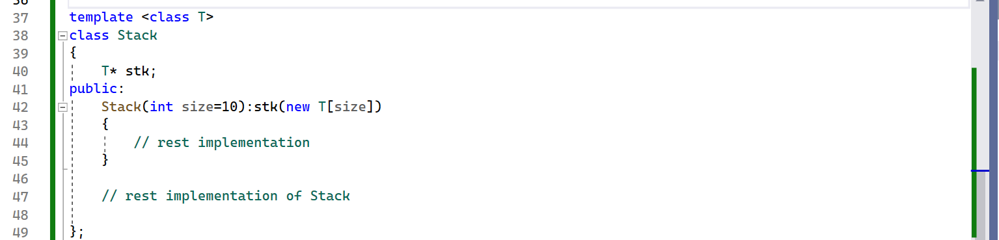 36
37 template <class T>
38 class Stack
39 {
40 T* stk;
41 public:
42 Stack(int size=10):stk(new T[size])
43 {
44 // rest implementation
45 }
46
47 // rest implementation of Stack
48
49 };